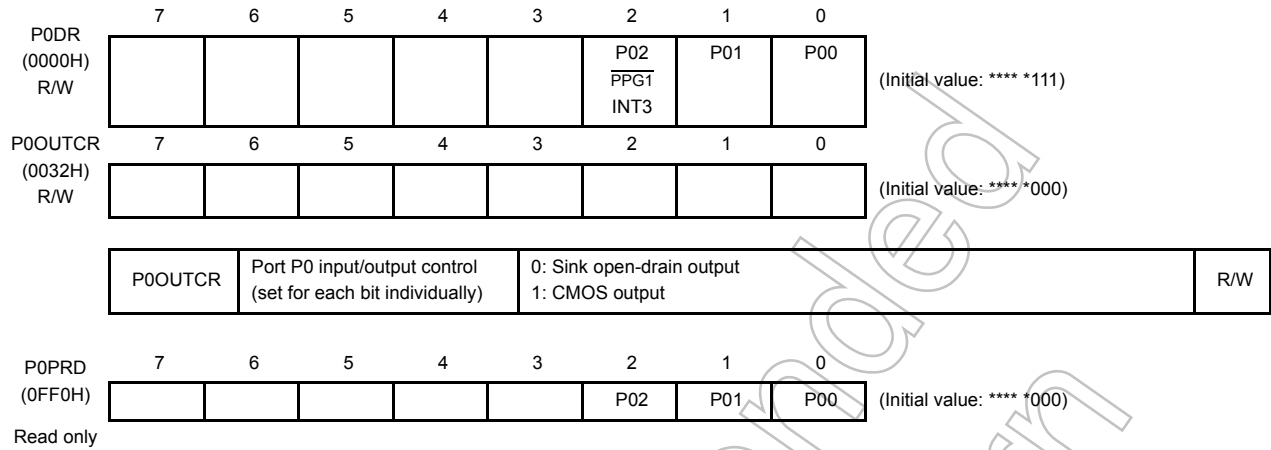 P0DR
(0000H)
R/W
7 6 5 4 3 2 1 0
P02 P01 P00
PPG1
INT3
(Initial value: **** *111)
P0OUTCR
(0032H)
R/W
7 6 5 4 3 2 1 0
(Initial value: **** *000)
P0OUTCR
Port P0 input/output control
(set for each bit individually)
0: Sink open-drain output
1: CMOS output
R/W
P0PRD
(0FF0H)
Read only
7 6 5 4 3 2 1 0
P02 P01 P00
(Initial value: **** *000)